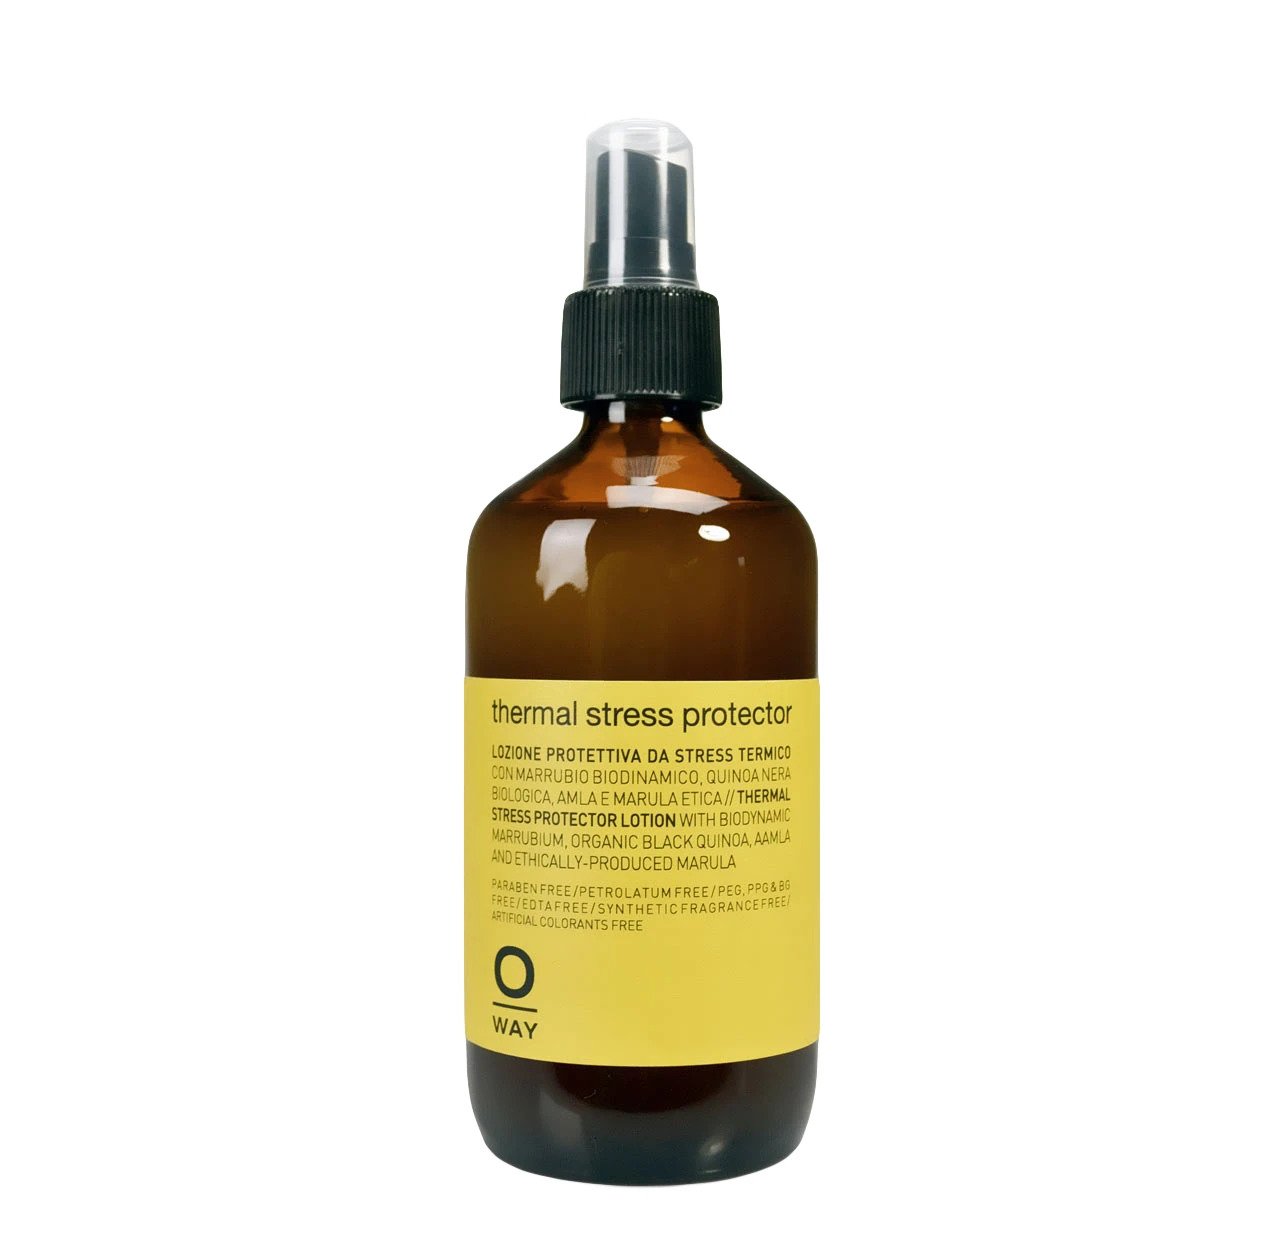 thermal stress protector
LOZIONE PROTETTIVA DA STRESS TERMICO
CON MARRUBIO BIODINAMICO, QUINOA NERA
BIOLOGICA, AMLA E MARULA ETICA // THERMAL
STRESS PROTECTOR LOTION WITH BIODYNAMIC
MARRUBIUM, ORGANIC BLACK QUINOA, AAMLA
AND ETHICALLY-PRODUCED MARULA
PARABEN FREE / PETROLATUM FREE / PEG, PPG & BG
FREE / EDTA FREE / SYNTHETIC FRAGRANCE FREE /
ARTIFICIAL COLORANTS FREE
O
WAY